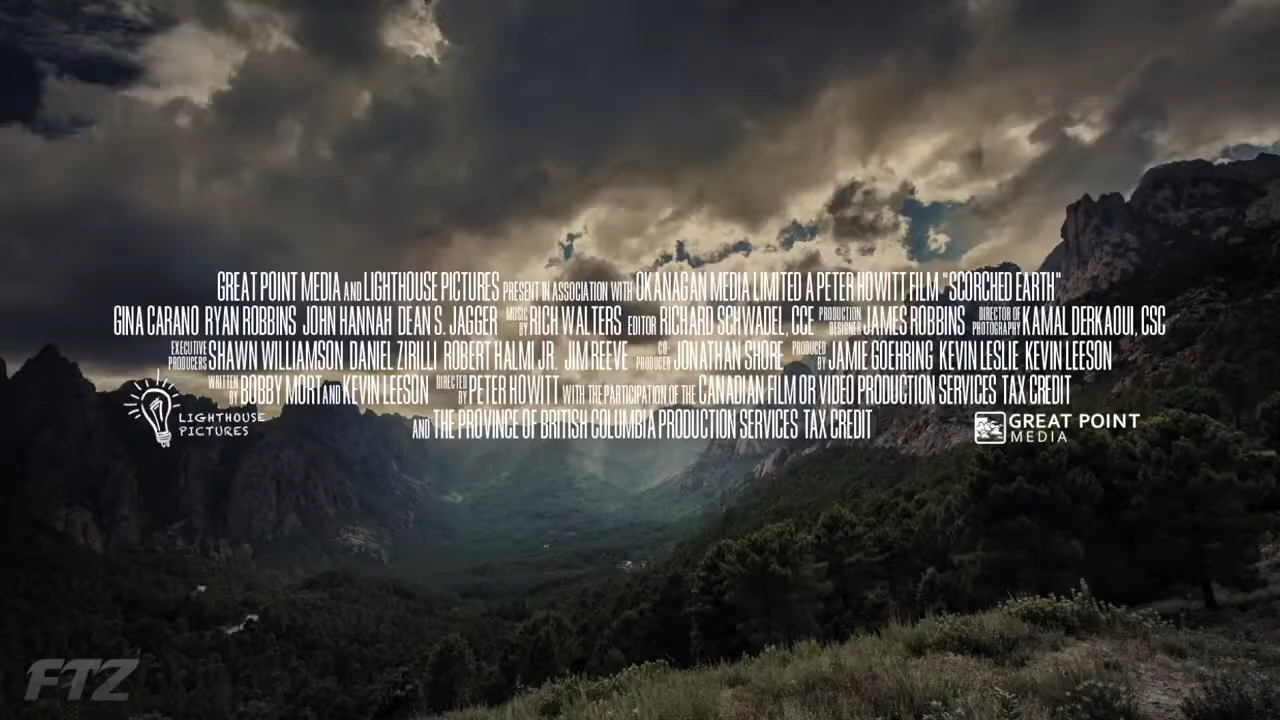 GREAT POINT MEDIA AND LIGHTHOUSE PICTURES PRESENT IN ASSOCIATION WITH OKANAGAN MEDIA LIMITED A PETER HOWITT FILM "SCORCHED EARTH"
GINA CARANO RYAN ROBBINS JOHN HANNAH DEAN S. JAGGER MUSIC BY RICH WALTERS EDITOR RICHARD SCHWADEL, CCE PRODUCTION DESIGNER JAMES ROBBINS DIRECTOR OF PHOTOGRAPHY KAMAL DERKAOUI, CSC
EXECUTIVE PRODUCERS SHAWN WILLIAMSON DANIEL ZIRILLI ROBERT HALMI JR. JIM REEVE CO-PRODUCER JONATHAN SHORE PRODUCED BY JAMIE GOEHRING KEVIN LESLIE KEVIN LEESON
WRITTEN BY BOBBY MORT AND KEVIN LEESON DIRECTED BY PETER HOWITT WITH THE PARTICIPATION OF THE CANADIAN FILM OR VIDEO PRODUCTION SERVICES TAX CREDIT
AND THE PROVINCE OF BRITISH COLUMBIA PRODUCTION SERVICES TAX CREDIT
LIGHTHOUSE
PICTURES
GREAT POINT
MEDIA
FTZ